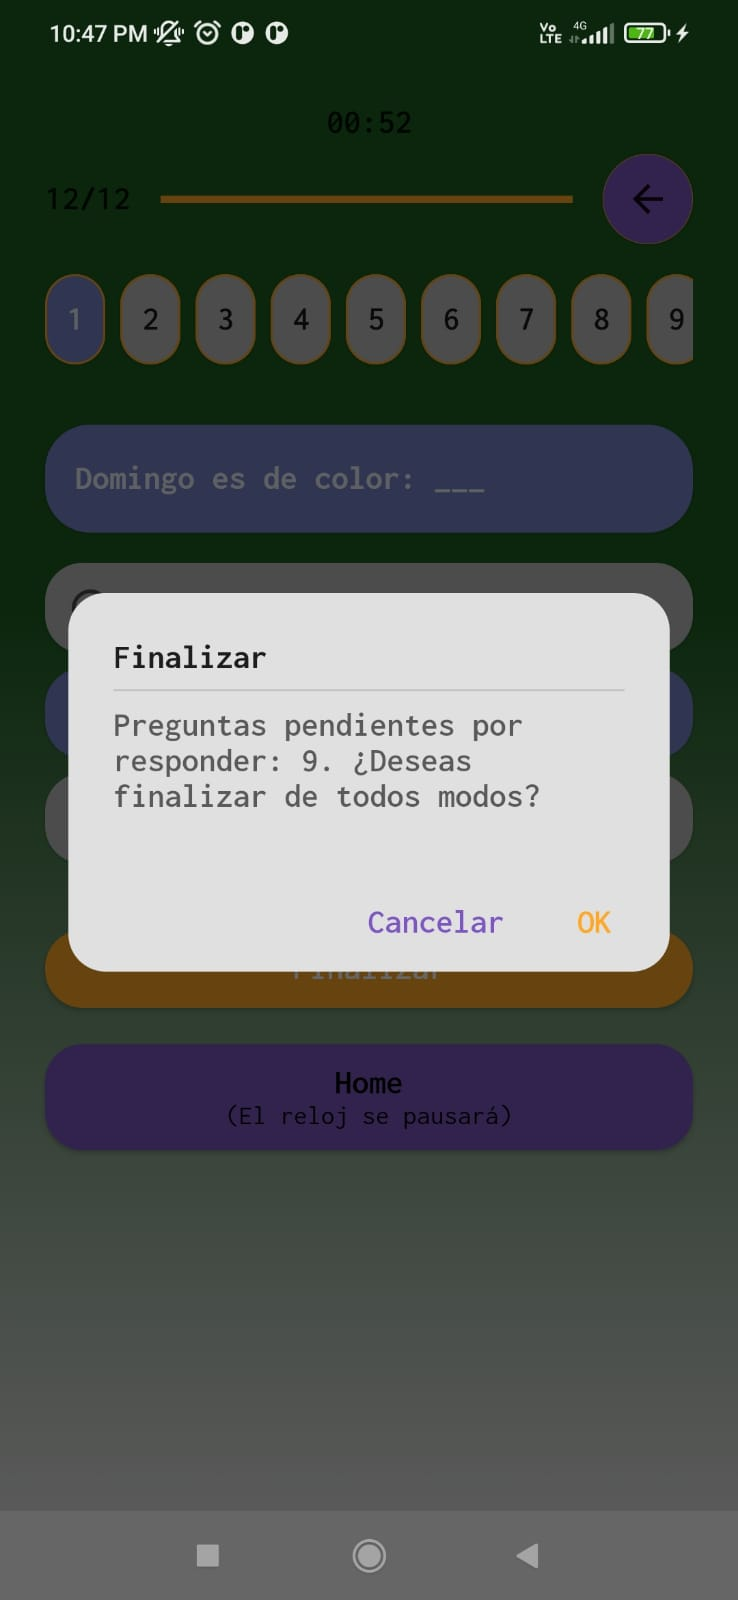 10:47 PM
Vo LTE 4G 77
00:52
12/12
1 2 3 4 5 6 7 8 9
Domingo es de color: ___
Finalizar
Preguntas pendientes por
responder: 9. ¿Deseas
finalizar de todos modos?
Cancelar OK
Finalizar
Home
(El reloj se pausará)